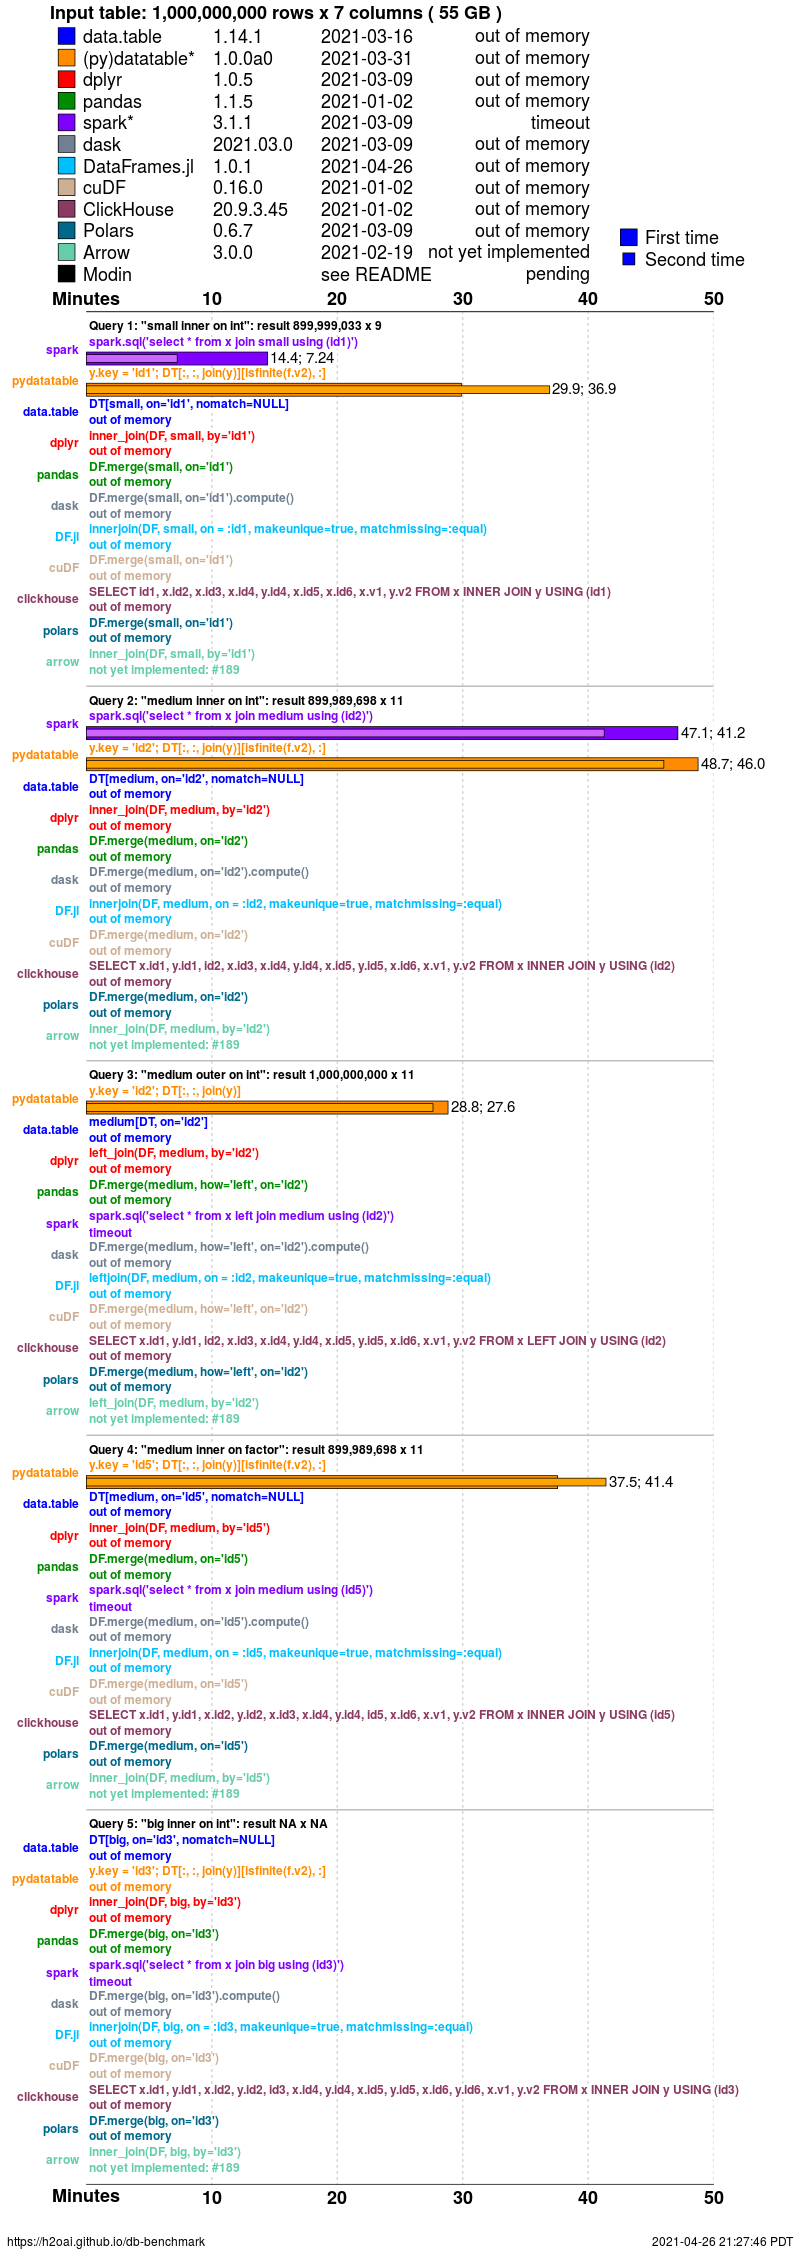 Input table: 1,000,000,000 rows x 7 columns ( 55 GB )
data.table 1.14.1 2021-03-16 out of memory
(py)datatable* 1.0.0a0 2021-03-31 out of memory
dplyr 1.0.5 2021-03-09 out of memory
pandas 1.1.5 2021-01-02 out of memory
spark* 3.1.1 2021-03-09 timeout
dask 2021.03.0 2021-03-09 out of memory
DataFrames.jl 1.0.1 2021-04-26 out of memory
cuDF 0.16.0 2021-01-02 out of memory
ClickHouse 20.9.3.45 2021-01-02 out of memory
Polars 0.6.7 2021-03-09 out of memory
Arrow 3.0.0 2021-02-19 not yet implemented
Modin see README pending
First time
Second time
Minutes 10 20 30 40 50
Query 1: "small inner on int": result 899,999,033 x 9
spark
spark.sql('select * from x join small using (id1)')
14.4; 7.24
pydatatable
y.key = 'id1'; DT[:, :, join(y)][isfinite(f.v2), :]
29.9; 36.9
data.table
DT[small, on='id1', nomatch=NULL]
out of memory
dplyr
inner_join(DF, small, by='id1')
out of memory
pandas
DF.merge(small, on='id1')
out of memory
dask
DF.merge(small, on='id1').compute()
out of memory
DF.jl
innerjoin(DF, small, on = :id1, makeunique=true, matchmissing=:equal)
out of memory
cuDF
DF.merge(small, on='id1')
out of memory
clickhouse
SELECT id1, x.id2, x.id3, x.id4, y.id4, x.id5, x.id6, x.v1, y.v2 FROM x INNER JOIN y USING (id1)
out of memory
polars
DF.merge(small, on='id1')
out of memory
arrow
inner_join(DF, small, by='id1')
not yet implemented: #189
Query 2: "medium inner on int": result 899,989,698 x 11
spark
spark.sql('select * from x join medium using (id2)')
47.1; 41.2
pydatatable
y.key = 'id2'; DT[:, :, join(y)][isfinite(f.v2), :]
48.7; 46.0
data.table
DT[medium, on='id2', nomatch=NULL]
out of memory
dplyr
inner_join(DF, medium, by='id2')
out of memory
pandas
DF.merge(medium, on='id2')
out of memory
dask
DF.merge(medium, on='id2').compute()
out of memory
DF.jl
innerjoin(DF, medium, on = :id2, makeunique=true, matchmissing=:equal)
out of memory
cuDF
DF.merge(medium, on='id2')
out of memory
clickhouse
SELECT x.id1, y.id1, id2, x.id3, x.id4, y.id4, x.id5, y.id5, x.id6, x.v1, y.v2 FROM x INNER JOIN y USING (id2)
out of memory
polars
DF.merge(medium, on='id2')
out of memory
arrow
inner_join(DF, medium, by='id2')
not yet implemented: #189
Query 3: "medium outer on int": result 1,000,000,000 x 11
pydatatable
y.key = 'id2'; DT[:, :, join(y)]
28.8; 27.6
data.table
medium[DT, on='id2']
out of memory
dplyr
left_join(DF, medium, by='id2')
out of memory
pandas
DF.merge(medium, how='left', on='id2')
out of memory
spark
spark.sql('select * from x left join medium using (id2)')
timeout
dask
DF.merge(medium, how='left', on='id2').compute()
out of memory
DF.jl
leftjoin(DF, medium, on = :id2, makeunique=true, matchmissing=:equal)
out of memory
cuDF
DF.merge(medium, how='left', on='id2')
out of memory
clickhouse
SELECT x.id1, y.id1, id2, x.id3, x.id4, y.id4, x.id5, y.id5, x.id6, x.v1, y.v2 FROM x LEFT JOIN y USING (id2)
out of memory
polars
DF.merge(medium, how='left', on='id2')
out of memory
arrow
left_join(DF, medium, by='id2')
not yet implemented: #189
Query 4: "medium inner on factor": result 899,989,698 x 11
pydatatable
y.key = 'id5'; DT[:, :, join(y)][isfinite(f.v2), :]
37.5; 41.4
data.table
DT[medium, on='id5', nomatch=NULL]
out of memory
dplyr
inner_join(DF, medium, by='id5')
out of memory
pandas
DF.merge(medium, on='id5')
out of memory
spark
spark.sql('select * from x join medium using (id5)')
timeout
dask
DF.merge(medium, on='id5').compute()
out of memory
DF.jl
innerjoin(DF, medium, on = :id5, makeunique=true, matchmissing=:equal)
out of memory
cuDF
DF.merge(medium, on='id5')
out of memory
clickhouse
SELECT x.id1, y.id1, x.id2, y.id2, x.id3, x.id4, y.id4, id5, x.id6, x.v1, y.v2 FROM x INNER JOIN y USING (id5)
out of memory
polars
DF.merge(medium, on='id5')
out of memory
arrow
inner_join(DF, medium, by='id5')
not yet implemented: #189
Query 5: "big inner on int": result NA x NA
data.table
DT[big, on='id3', nomatch=NULL]
out of memory
pydatatable
y.key = 'id3'; DT[:, :, join(y)][isfinite(f.v2), :]
out of memory
dplyr
inner_join(DF, big, by='id3')
out of memory
pandas
DF.merge(big, on='id3')
out of memory
spark
spark.sql('select * from x join big using (id3)')
timeout
dask
DF.merge(big, on='id3').compute()
out of memory
DF.jl
innerjoin(DF, big, on = :id3, makeunique=true, matchmissing=:equal)
out of memory
cuDF
DF.merge(big, on='id3')
out of memory
clickhouse
SELECT x.id1, y.id1, x.id2, y.id2, id3, x.id4, y.id4, x.id5, y.id5, x.id6, y.id6, x.v1, y.v2 FROM x INNER JOIN y USING (id3)
out of memory
polars
DF.merge(big, on='id3')
out of memory
arrow
inner_join(DF, big, by='id3')
not yet implemented: #189
Minutes 10 20 30 40 50
https://h2oai.github.io/db-benchmark 2021-04-26 21:27:46 PDT